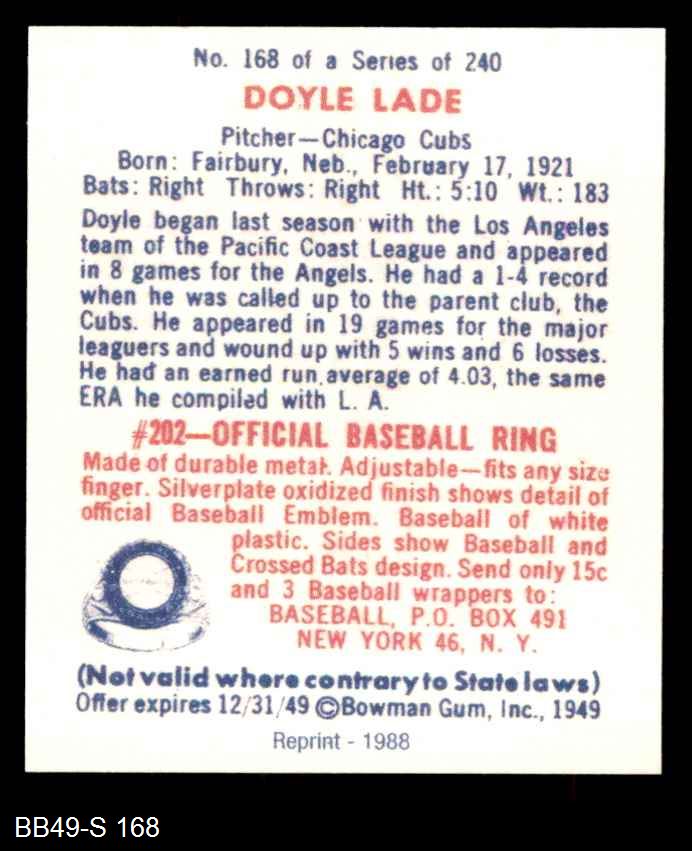 No. 168 of a Series of 240
DOYLE LADE
Pitcher—Chicago Cubs
Born: Fairbury, Neb., February 17, 1921
Bats: Right Throws: Right Ht.: 5:10 Wt.: 183
Doyle began last season with the Los Angeles
team of the Pacific Coast League and appeared
in 8 games for the Angels. He had a 1-4 record
when he was called up to the parent club, the
Cubs. He appeared in 19 games for the major
leaguers and wound up with 5 wins and 6 losses.
He had an earned run average of 4.03, the same
ERA he compiled with L. A.
#202—OFFICIAL BASEBALL RING
Made of durable metal. Adjustable—fits any size
finger. Silverplate oxidized finish shows detail of
official Baseball Emblem. Baseball of white
plastic. Sides show Baseball and
Crossed Bats design. Send only 15c
and 3 Baseball wrappers to:
BASEBALL, P.O. BOX 491
NEW YORK 46, N. Y.
(Not valid where contrary to State laws)
Offer expires 12/31/49 ©Bowman Gum, Inc., 1949
Reprint - 1988
BB49-S 168